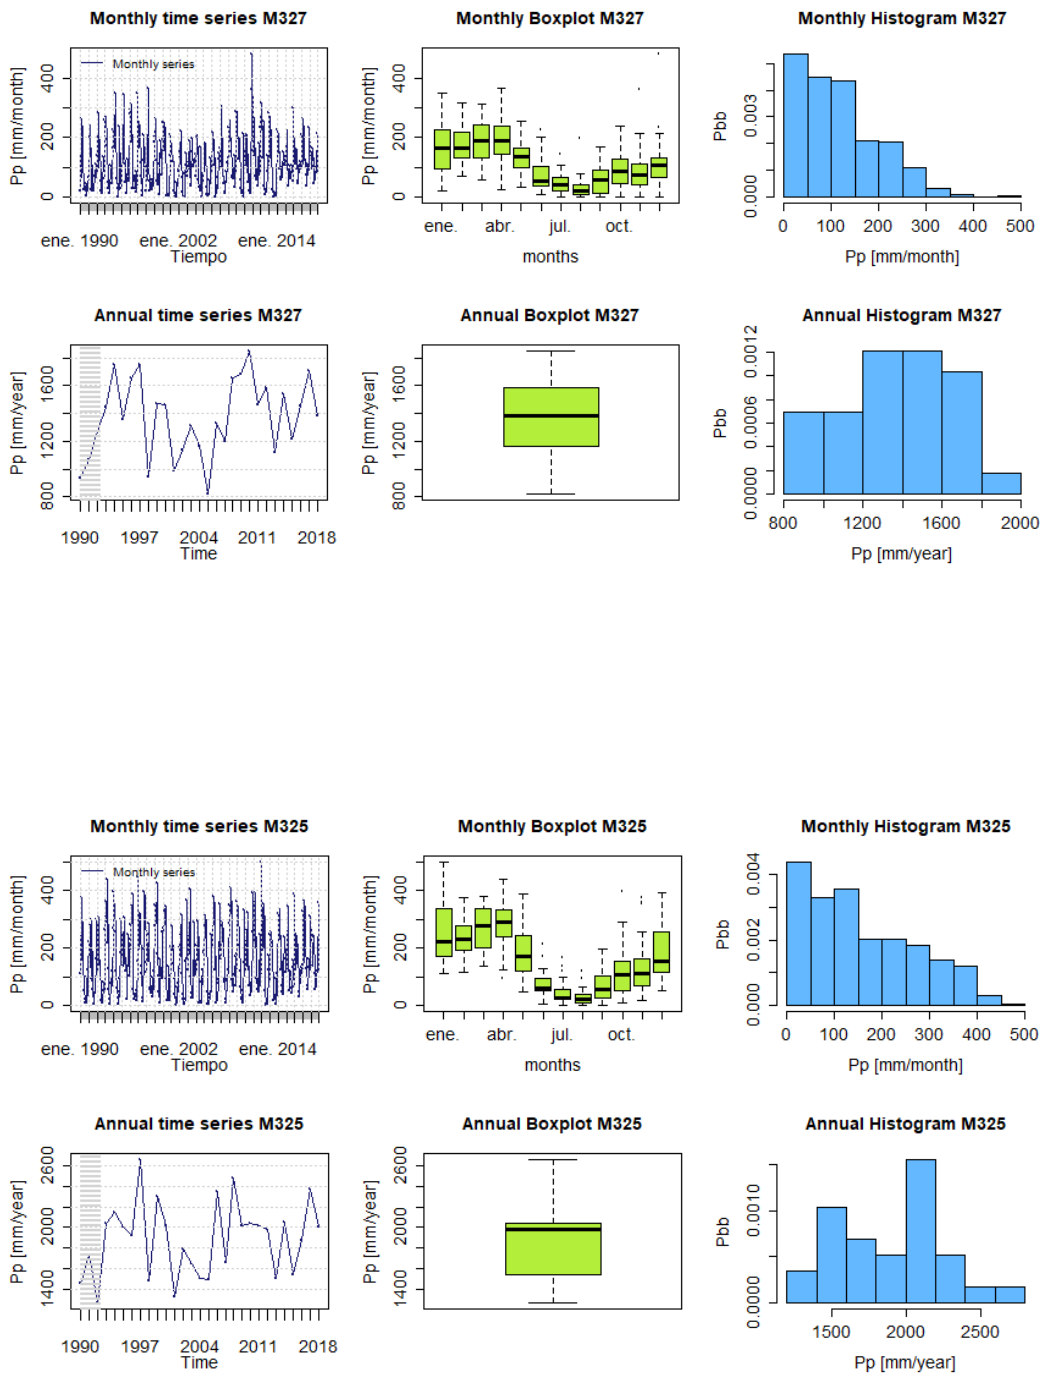 Monthly time series M327
Monthly Boxplot M327
Monthly Histogram M327
Pp [mm/month]
0 200 400
Monthly series
ene. 1990 ene. 2002 ene. 2014
Tiempo
Pp [mm/month]
0 200 400
ene. abr. jul. oct.
months
Pbb
0.000 0.003
0 100 200 300 400 500
Pp [mm/month]
Annual time series M327
Annual Boxplot M327
Annual Histogram M327
Pp [mm/year]
800 1200 1600
1990 1997 2004 2011 2018
Time
Pp [mm/year]
800 1200 1600
Pbb
0.0000 0.0006 0.0012
800 1200 1600 2000
Pp [mm/year]
Monthly time series M325
Monthly Boxplot M325
Monthly Histogram M325
Pp [mm/month]
0 200 400
Monthly series
ene. 1990 ene. 2002 ene. 2014
Tiempo
Pp [mm/month]
0 200 400
ene. abr. jul. oct.
months
Pbb
0.000 0.002 0.004
0 100 200 300 400 500
Pp [mm/month]
Annual time series M325
Annual Boxplot M325
Annual Histogram M325
Pp [mm/year]
1400 2000 2600
1990 1997 2004 2011 2018
Time
Pp [mm/year]
1400 2000 2600
Pbb
0.0000 0.0010
1500 2000 2500
Pp [mm/year]